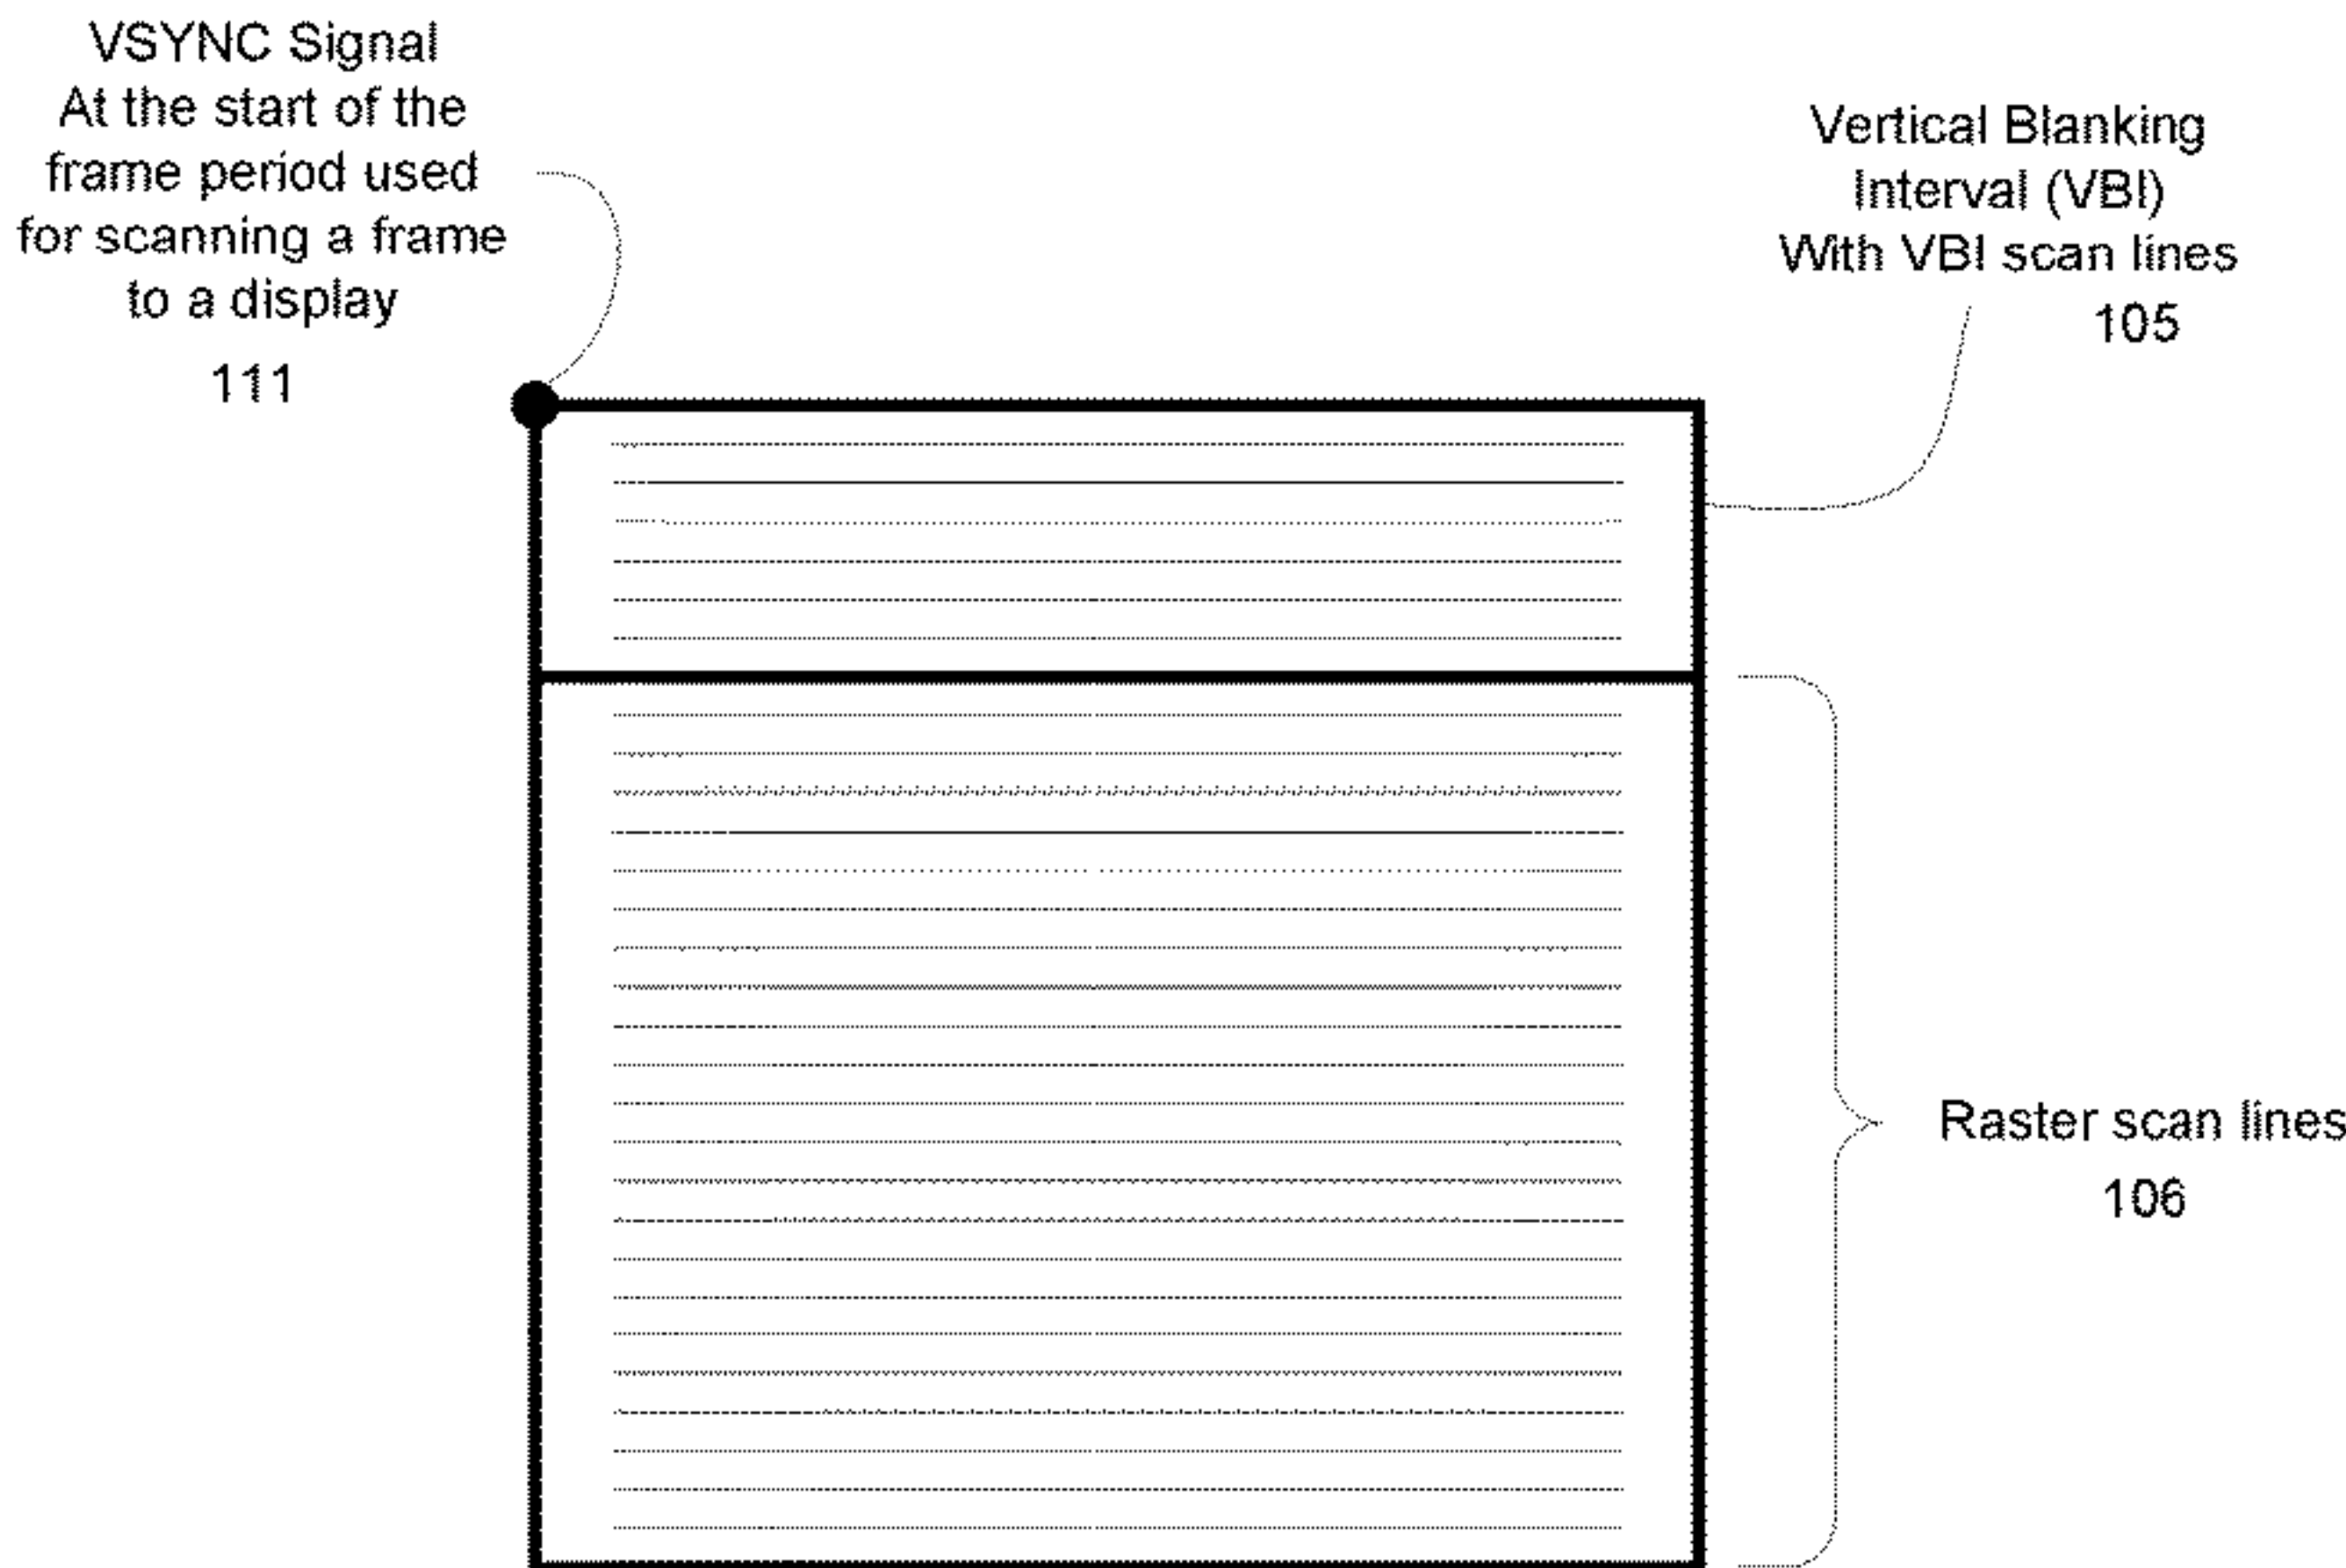 VSYNC Signal
At the start of the
frame period used
for scanning a frame
to a display
111
Vertical Blanking
Interval (VBI)
With VBI scan lines
105
Raster scan lines
106